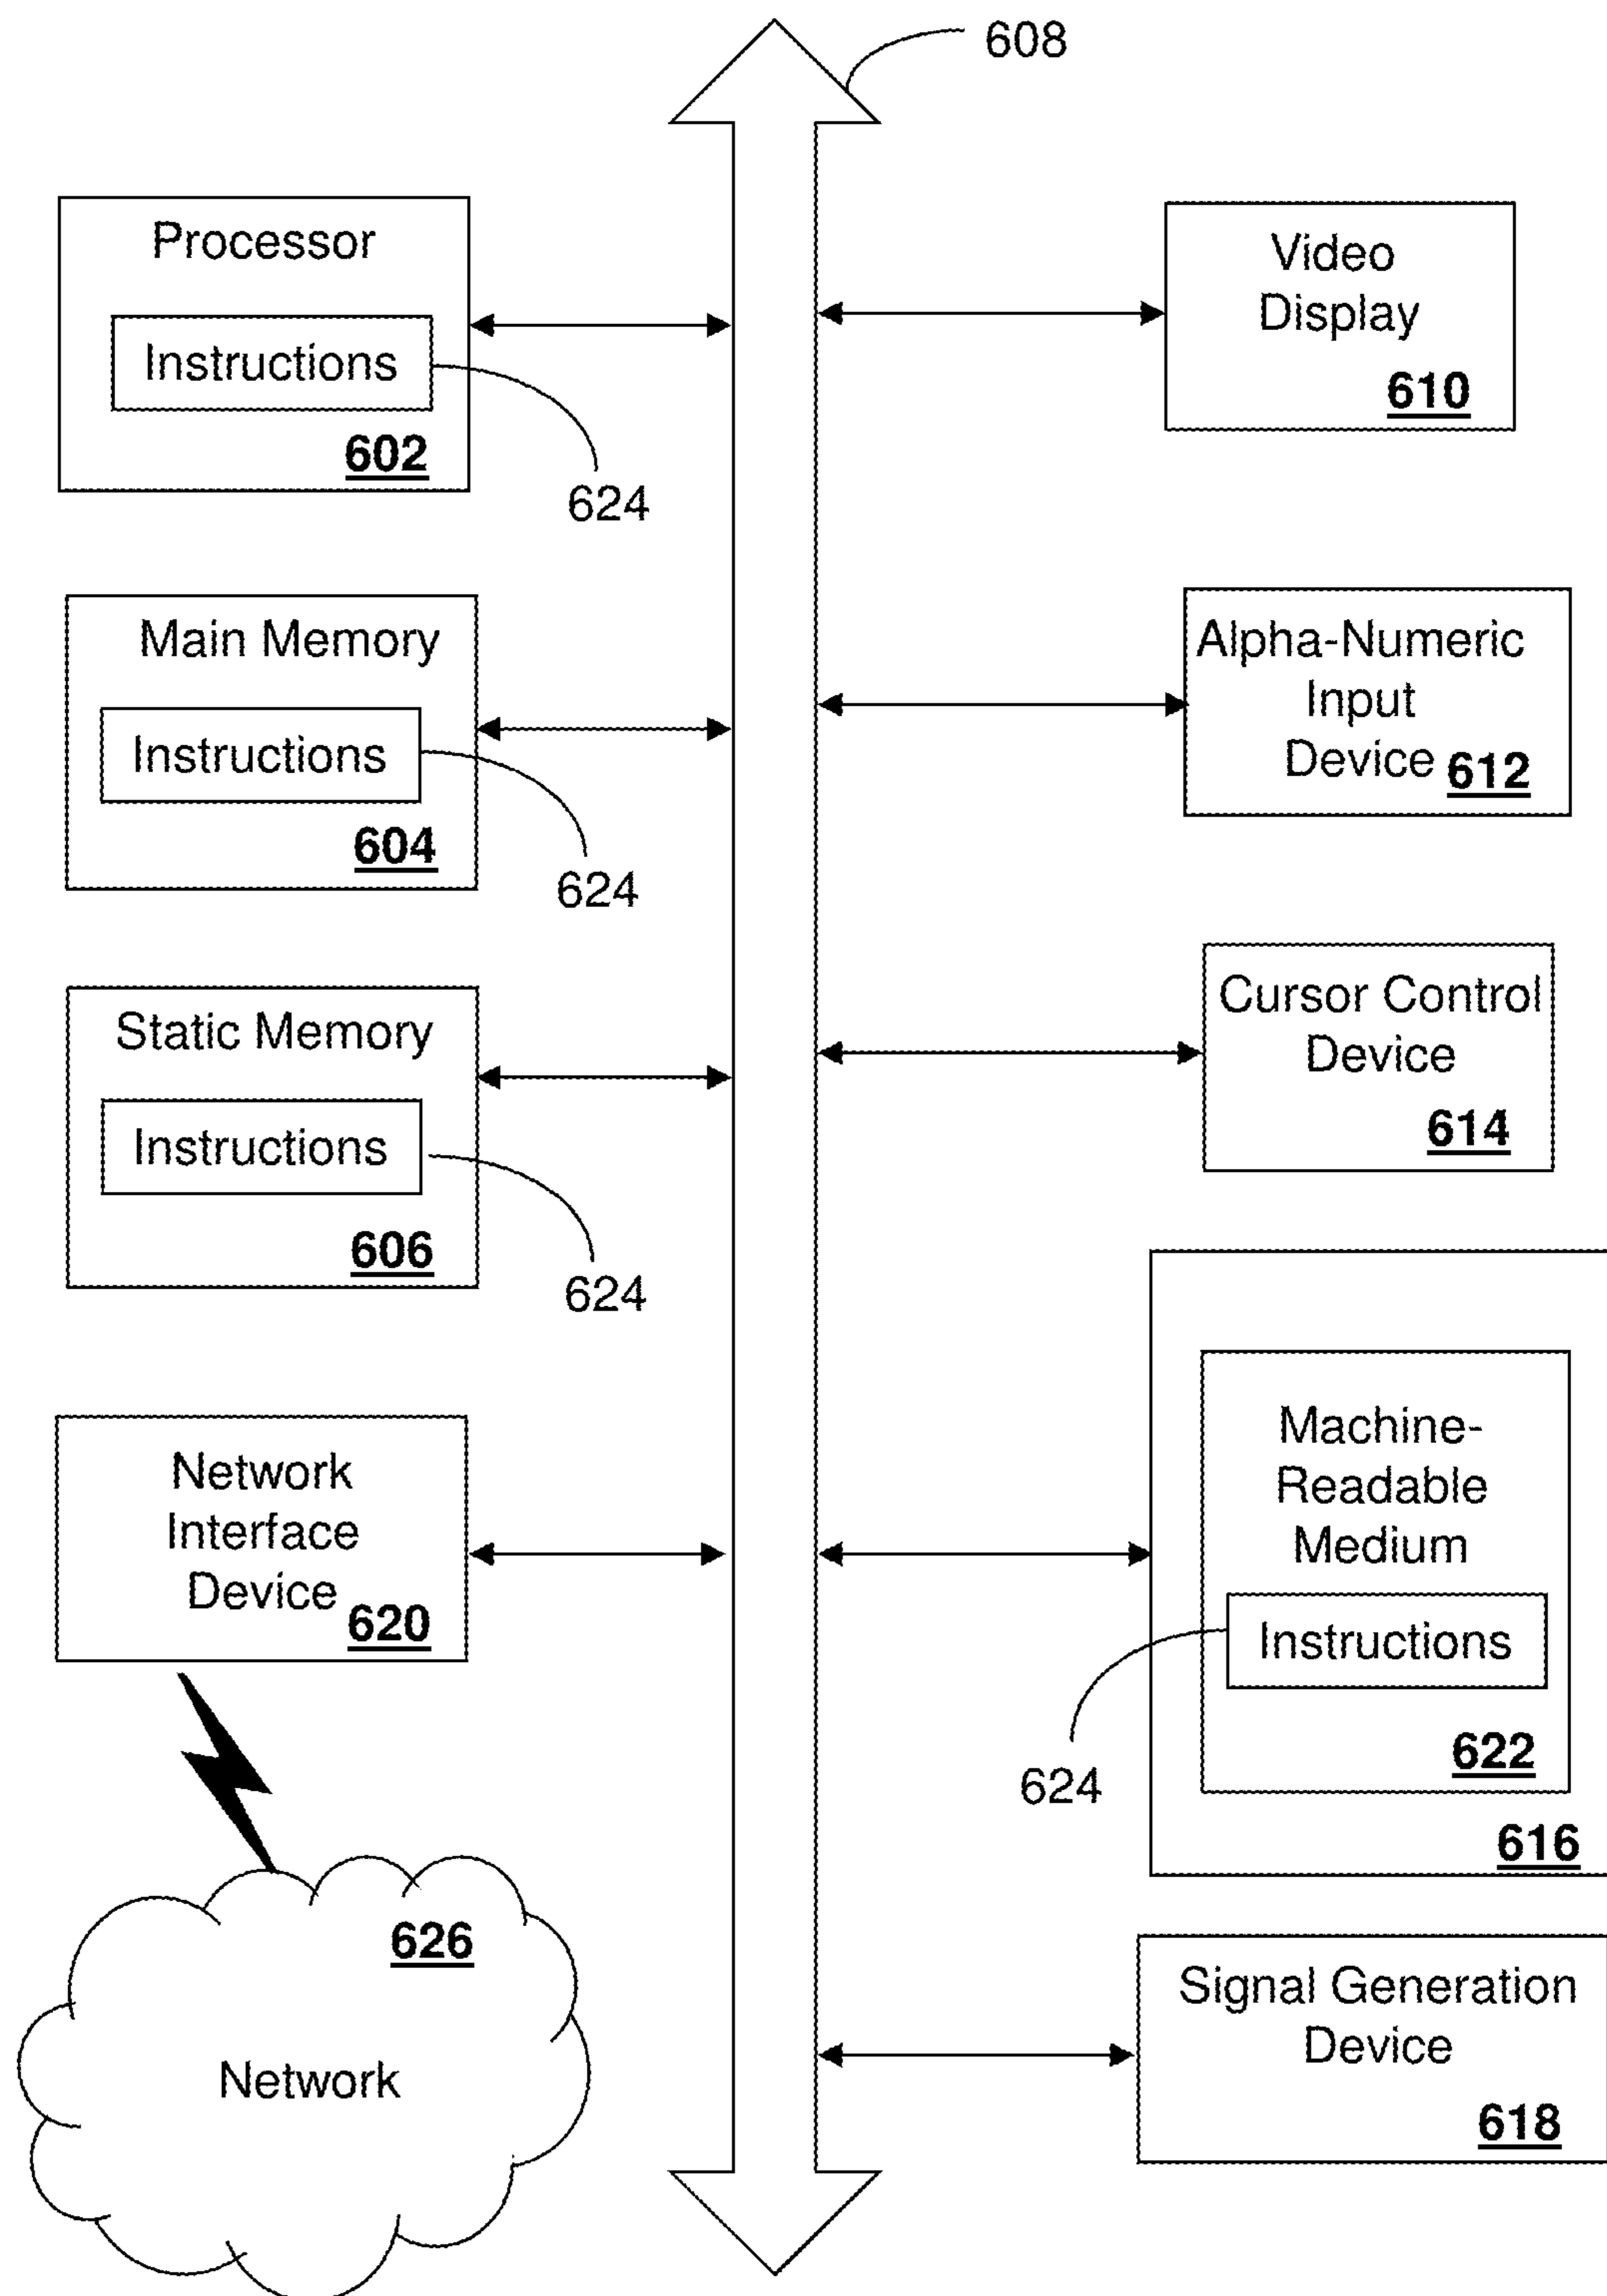 608
Processor
Instructions
602
624
Main Memory
Instructions
604
624
Static Memory
Instructions
606
624
Network
Interface
Device
620
626
Network
Video
Display
610
Alpha-Numeric
Input
Device
612
Cursor Control
Device
614
Machine-
Readable
Medium
Instructions
624
622
616
Signal Generation
Device
618